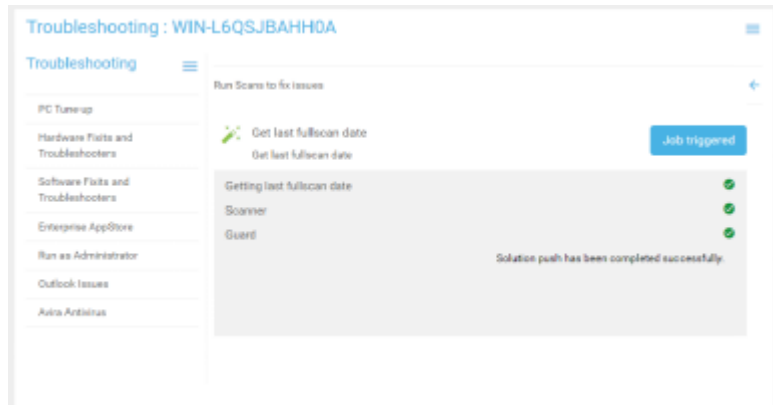 Troubleshooting : WIN-L6QSJBAHH0A
Troubleshooting
PC Tune-up
Hardware Fixits and
Troubleshooters
Software Fixits and
Troubleshooters
Enterprise AppStore
Run as Administrator
Outlook Issues
Avira Antivirus
Run Scans to fix issues
Get last fullscan date
Get last fullscan date
Job triggered
Getting last fullscan date
Scanner
Guard
Solution push has been completed successfully.